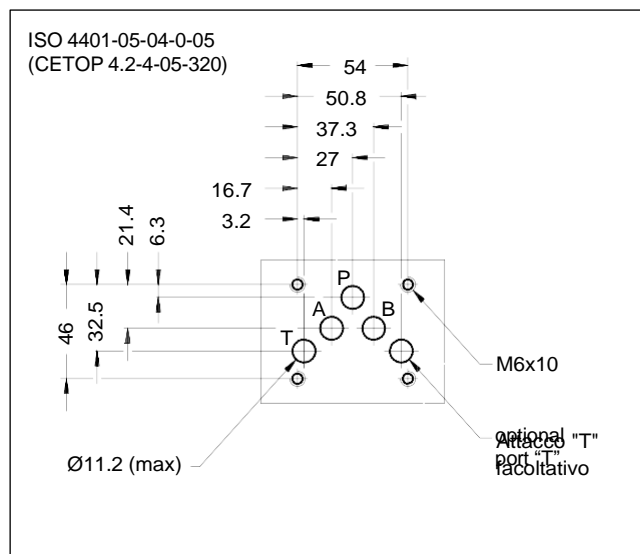 ISO 4401-05-04-0-05
(CETOP 4.2-4-05-320)
54
50.8
37.3
27
16.7
3.2
21.4
6.3
46
32.5
P
A
B
T
M6x10
Ø11.2 (max)
optional
Attacco "T"
port “T”
facoltativo